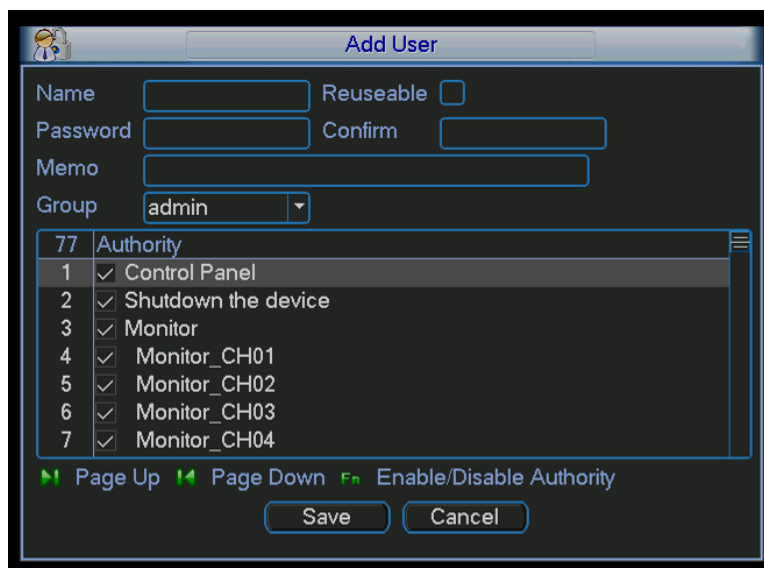 Add User
Name Reuseable
Password Confirm
Memo
Group admin
77 Authority
1 Control Panel
2 Shutdown the device
3 Monitor
4 Monitor_CH01
5 Monitor_CH02
6 Monitor_CH03
7 Monitor_CH04
Page Up Page Down Fn Enable/Disable Authority
Save Cancel